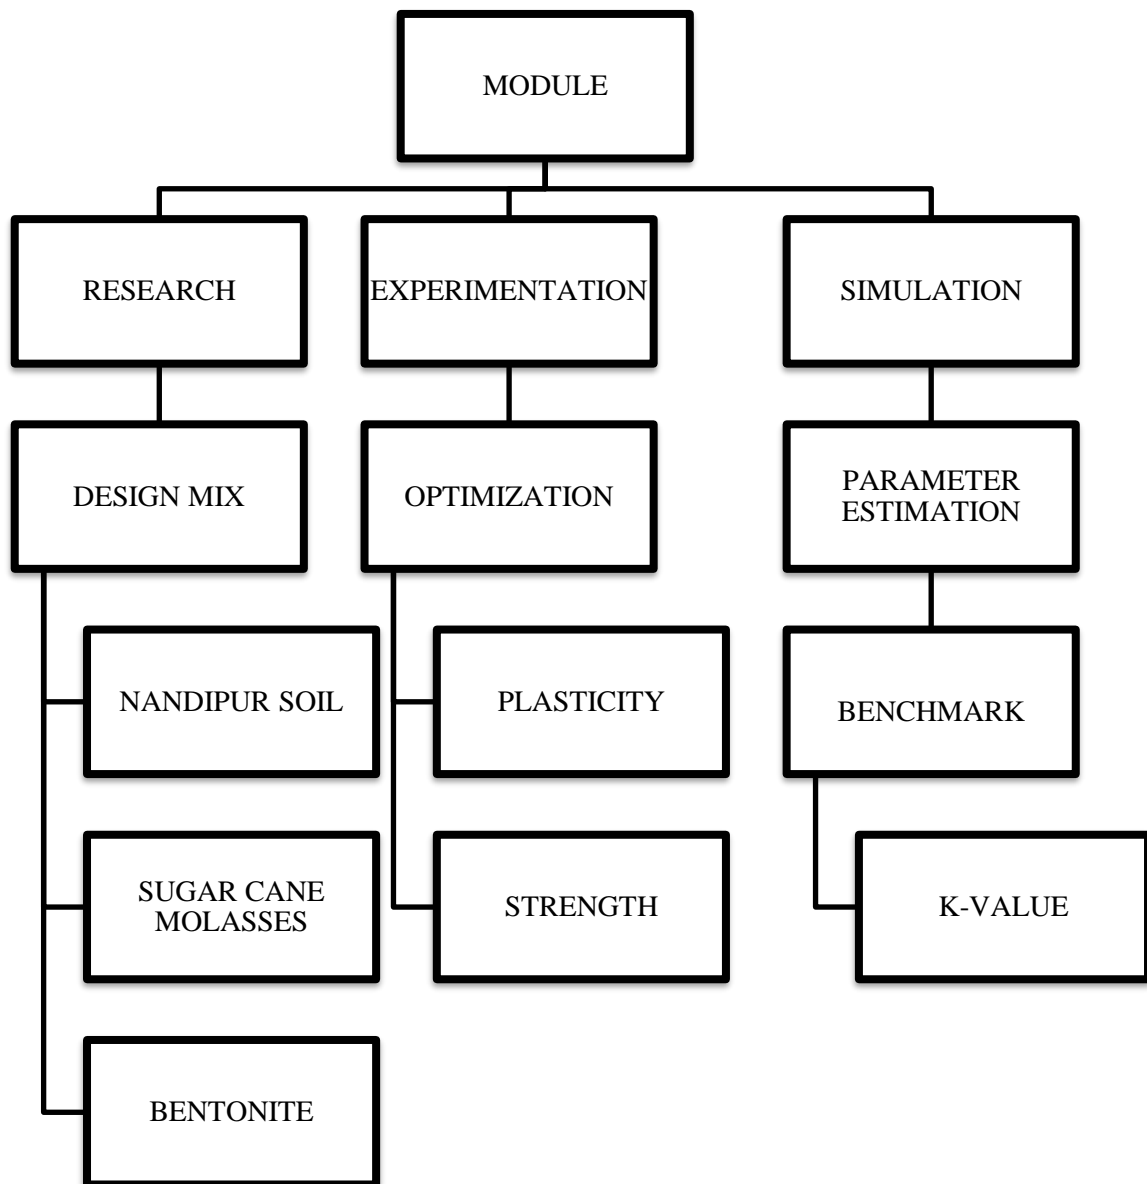 MODULE
RESEARCH
EXPERIMENTATION
SIMULATION
DESIGN MIX
OPTIMIZATION
PARAMETER
ESTIMATION
NANDIPUR SOIL
PLASTICITY
BENCHMARK
SUGAR CANE
MOLASSES
STRENGTH
K-VALUE
BENTONITE